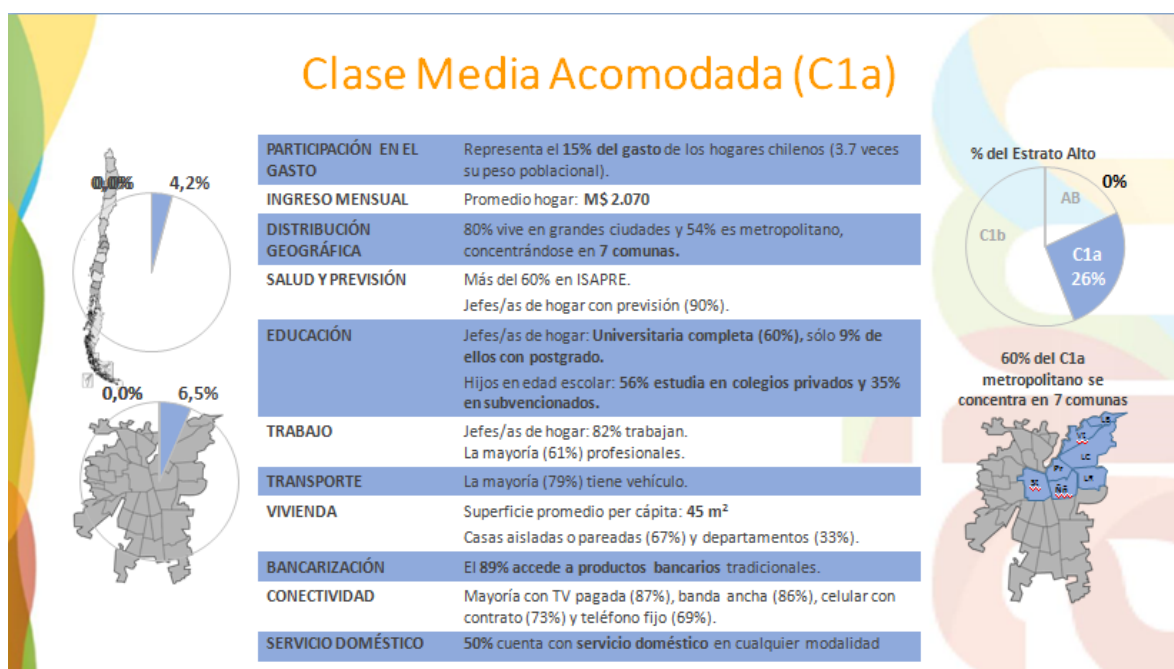 Clase Media Acomodada (C1a)
0,0%
4,2%
0,0%
6,5%
PARTICIPACIÓN EN EL
GASTO
Representa el 15% del gasto de los hogares chilenos (3.7 veces
su peso poblacional).
INGRESO MENSUAL
Promedio hogar: M$ 2.070
DISTRIBUCIÓN
GEOGRÁFICA
80% vive en grandes ciudades y 54% es metropolitano,
concentrándose en 7 comunas.
SALUD Y PREVISIÓN
Más del 60% en ISAPRE.
Jefes/as de hogar con previsión (90%).
EDUCACIÓN
Jefes/as de hogar: Universitaria completa (60%), sólo 9% de
ellos con postgrado.
Hijos en edad escolar: 56% estudia en colegios privados y 35%
en subvencionados.
TRABAJO
Jefes/as de hogar: 82% trabajan.
La mayoría (61%) profesionales.
TRANSPORTE
La mayoría (79%) tiene vehículo.
VIVIENDA
Superficie promedio per cápita: 45 m²
Casas aisladas o pareadas (67%) y departamentos (33%).
BANCARIZACIÓN
El 89% accede a productos bancarios tradicionales.
CONECTIVIDAD
Mayoría con TV pagada (87%), banda ancha (86%), celular con
contrato (73%) y teléfono fijo (69%).
SERVICIO DOMÉSTICO
50% cuenta con servicio doméstico en cualquier modalidad
% del Estrato Alto
0%
AB
C1b
C1a
26%
60% del C1a
metropolitano se
concentra en 7 comunas
LB
Vi
LC
Pr
LR
St
Ññ